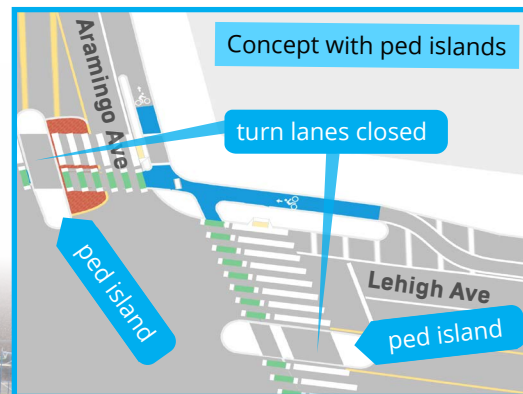 Concept with ped islands
Aramingo Ave
turn lanes closed
ped island
Lehigh Ave
ped island